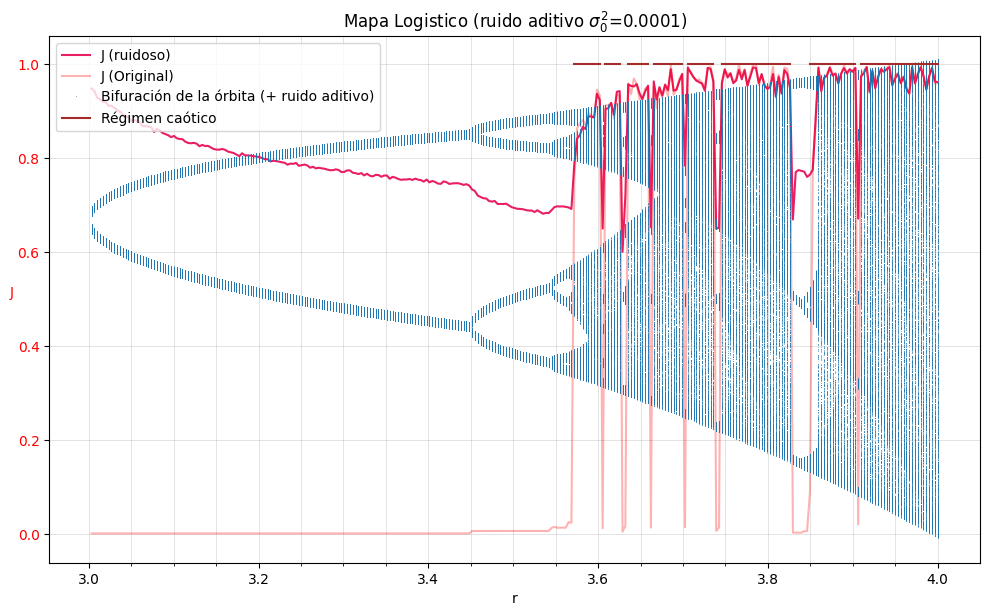 Mapa Logistico (ruido aditivo $\sigma_0^2$=0.0001)
J (ruidoso)
J (Original)
Bifuración de la órbita (+ ruido aditivo)
Régimen caótico
1.0
0.8
0.6
0.4
0.2
0.0
J
3.0 3.2 3.4 3.6 3.8 4.0
r